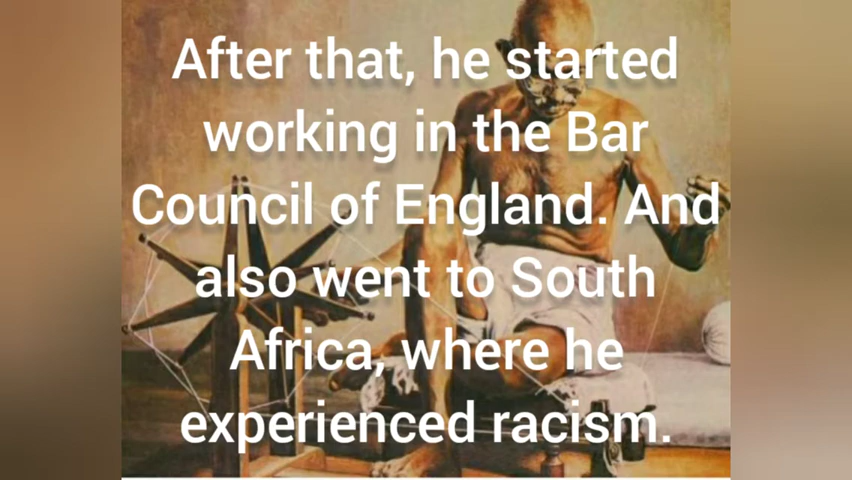 After that, he started
working in the Bar
Council of England. And
also went to South
Africa, where he
experienced racism.